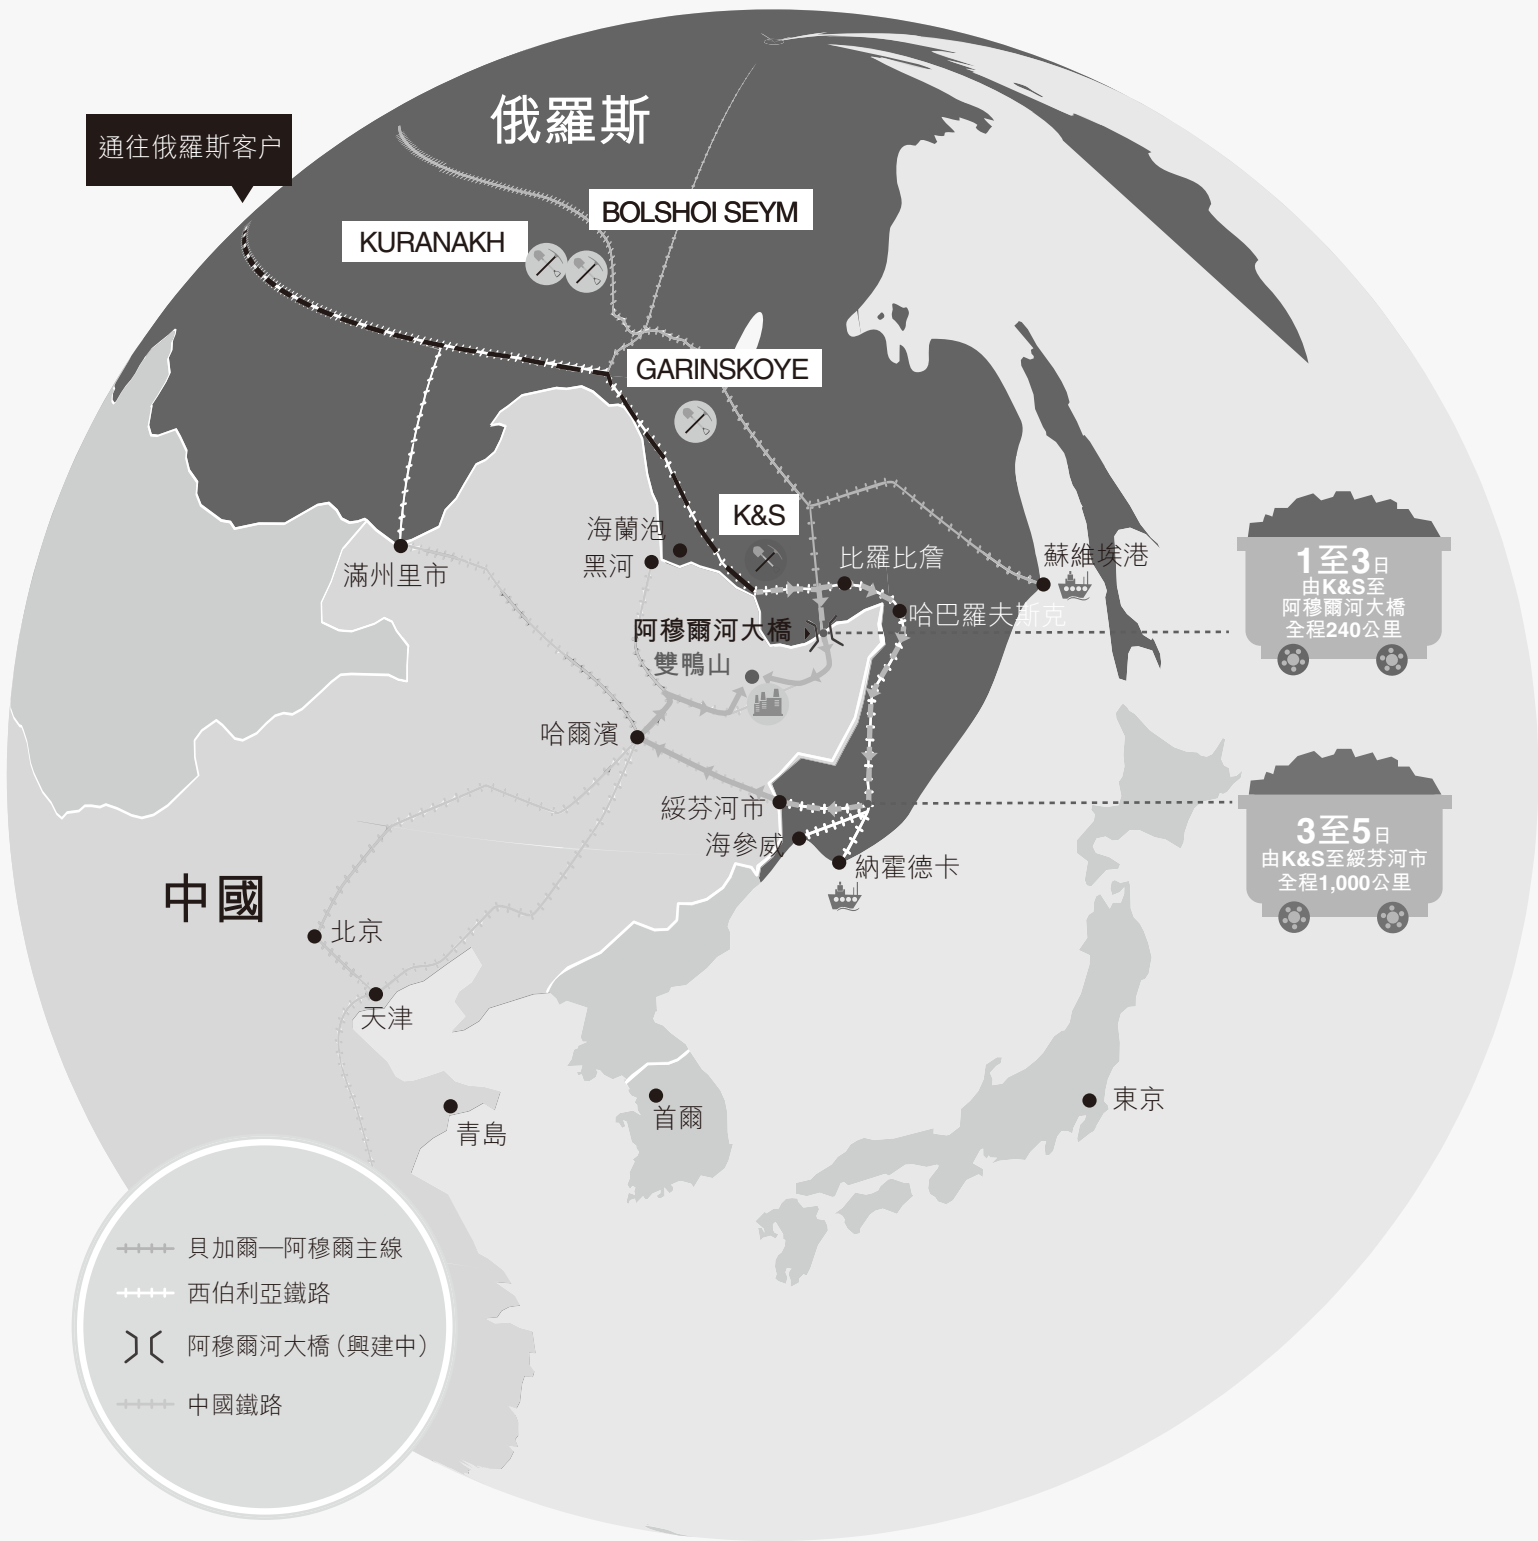 俄羅斯
通往俄羅斯客户
BOLSHOI SEYM
KURANAKH
GARINSKOYE
K&S
海蘭泡
黑河
滿州里市
比羅比詹
蘇維埃港
哈巴羅夫斯克
阿穆爾河大橋
雙鴨山
1至3日
由K&S至
阿穆爾河大橋
全程240公里
哈爾濱
綏芬河市
海參威
納霍德卡
3至5日
由K&S至綏芬河市
全程1,000公里
中國
北京
天津
青島
首爾
東京
貝加爾—阿穆爾主線
西伯利亞鐵路
阿穆爾河大橋（興建中）
中國鐵路